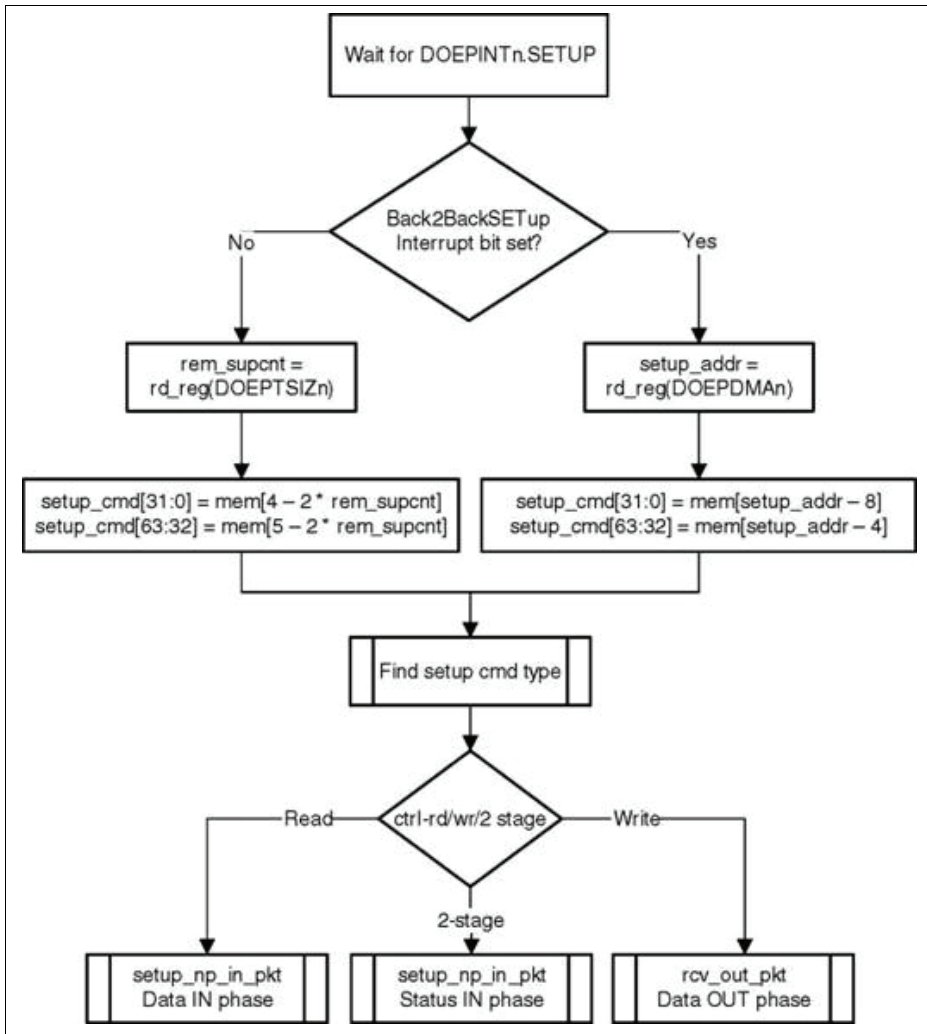 Wait for DOEPINTn.SETUP
Back2BackSETup
Interrupt bit set?
No
Yes
rem_supcnt =
rd_reg(DOEPTSIZn)
setup_addr =
rd_reg(DOEPDMAn)
setup_cmd[31:0] = mem[4 – 2 * rem_supcnt]
setup_cmd[63:32] = mem[5 – 2 * rem_supcnt]
setup_cmd[31:0] = mem[setup_addr – 8]
setup_cmd[63:32] = mem[setup_addr – 4]
Find setup cmd type
Read
ctrl-rd/wr/2 stage
Write
2-stage
setup_np_in_pkt
Data IN phase
setup_np_in_pkt
Status IN phase
rcv_out_pkt
Data OUT phase